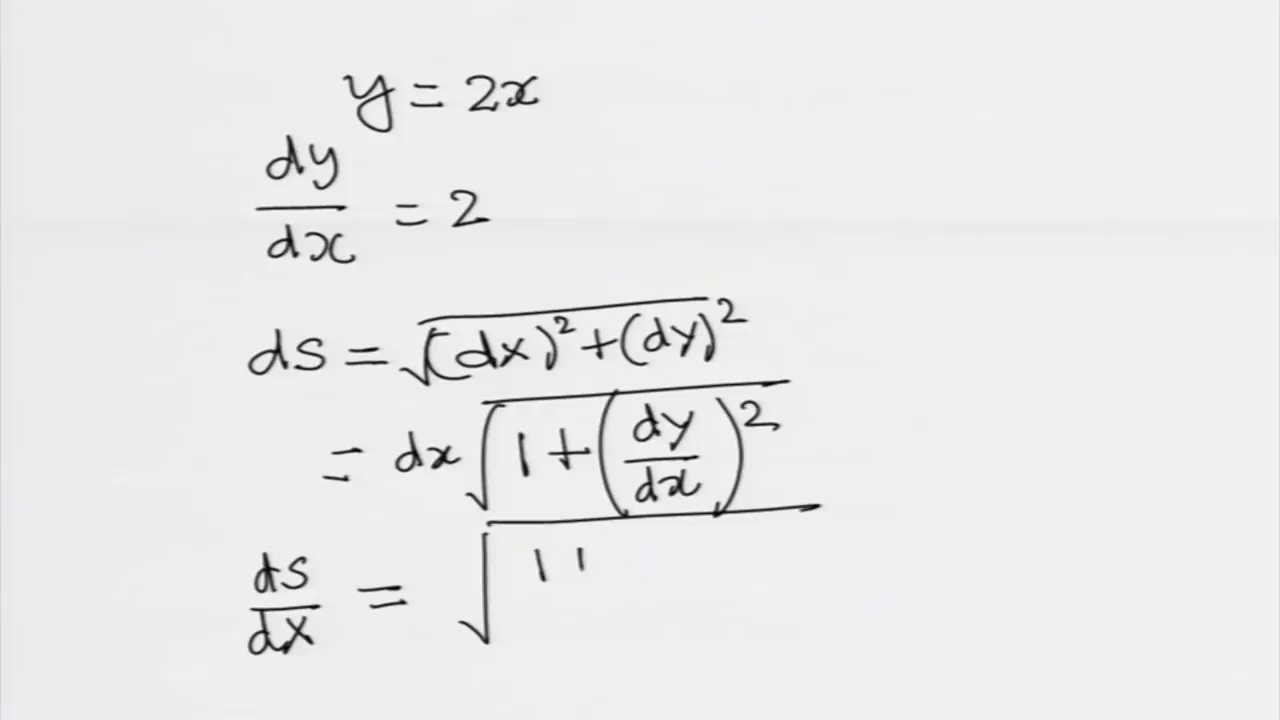 y = 2x
dy/dx = 2
ds = √((dx)² + (dy)²)
= dx √(1 + (dy/dx)²)
ds/dx = √(1 ı